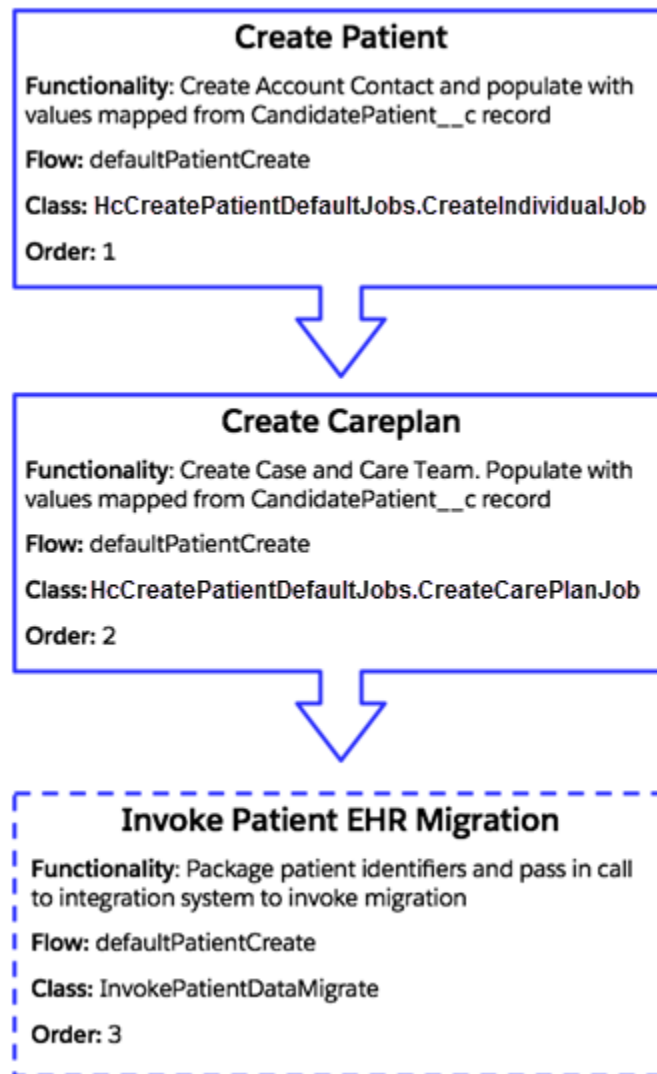 Create Patient
Functionality: Create Account Contact and populate with
values mapped from CandidatePatient__c record
Flow: defaultPatientCreate
Class: HcCreatePatientDefaultJobs.CreateIndividualJob
Order: 1
Create Careplan
Functionality: Create Case and Care Team. Populate with
values mapped from CandidatePatient__c record
Flow: defaultPatientCreate
Class: HcCreatePatientDefaultJobs.CreateCarePlanJob
Order: 2
Invoke Patient EHR Migration
Functionality: Package patient identifiers and pass in call
to integration system to invoke migration
Flow: defaultPatientCreate
Class: InvokePatientDataMigrate
Order: 3